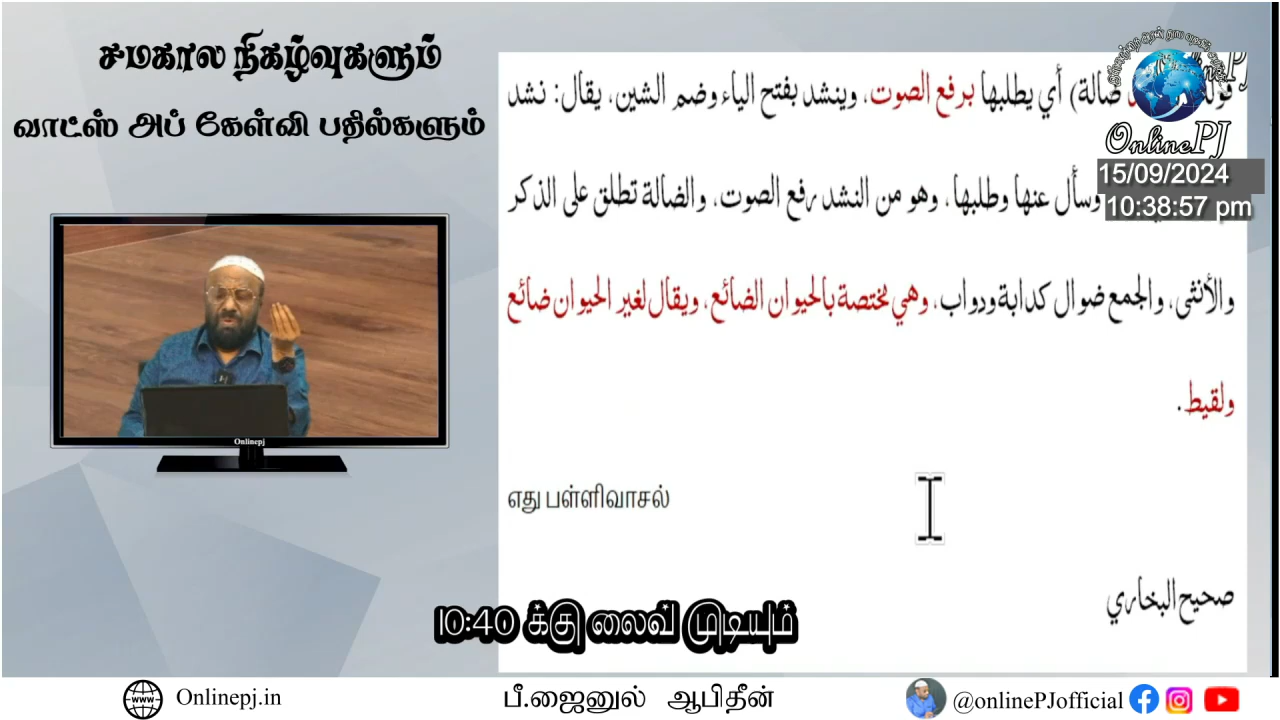 சமகால நிகழ்வுகளும்
வாட்ஸ் அப் கேள்வி பதில்களும்
ضالة) أي يطلبها برفع الصوت، وينشد بفتح الياء وضم الشين، يقال: نشد
وسأل عنها وطلبها، وهو من النشد رفع الصوت، والضالة تطلق على الذكر
والأنثى، والجمع ضوال كدابة ودواب، وهي مختصة بالحيوان الضائع، ويقال لغير الحيوان ضائع
ولقيط.
எது பள்ளிவாசல்
صحيح البخاري
OnlinePJ
15/09/2024
10:38:57 pm
Onlinepj
10:40 க்கு லைவ் முடியும்
www
Onlinepj.in
பீ.ஜைனுல் ஆபிதீன்
@onlinePJofficial